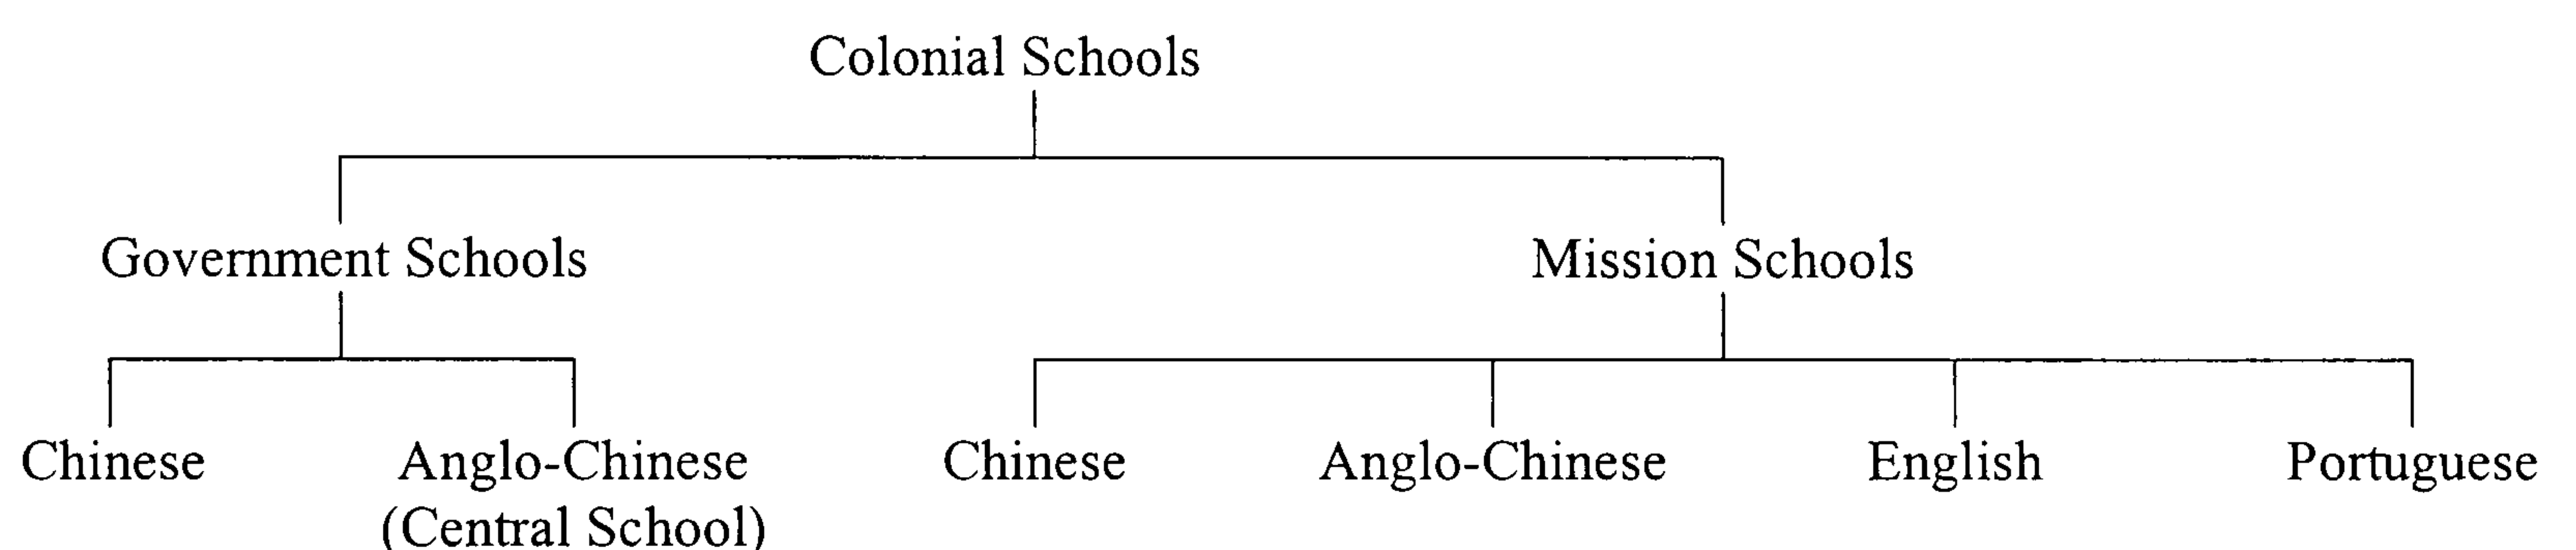 Colonial Schools
Government Schools
Mission Schools
Chinese
Anglo-Chinese
(Central School)
Chinese
Anglo-Chinese
English
Portuguese